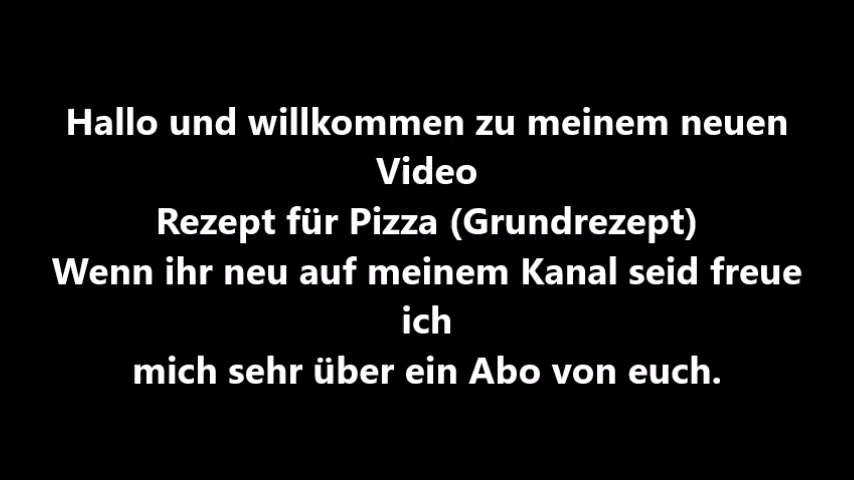 Hallo und willkommen zu meinem neuen
Video
Rezept für Pizza (Grundrezept)
Wenn ihr neu auf meinem Kanal seid freue
ich
mich sehr über ein Abo von euch.